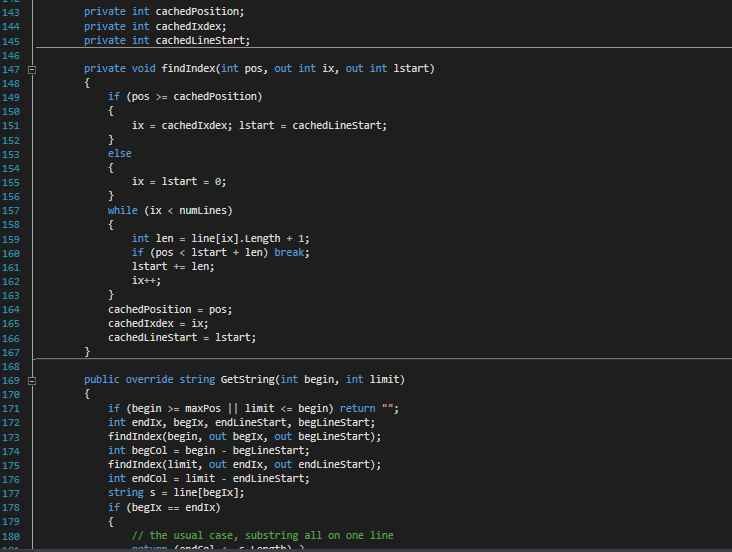 143 private int cachedPosition;
144 private int cachedIxdex;
145 private int cachedLineStart;
146
147 private void findIndex(int pos, out int ix, out int lstart)
148 {
149 if (pos >= cachedPosition)
150 {
151 ix = cachedIxdex; lstart = cachedLineStart;
152 }
153 else
154 {
155 ix = lstart = 0;
156 }
157 while (ix < numLines)
158 {
159 int len = line[ix].Length + 1;
160 if (pos < lstart + len) break;
161 lstart += len;
162 ix++;
163 }
164 cachedPosition = pos;
165 cachedIxdex = ix;
166 cachedLineStart = lstart;
167 }
168
169 public override string GetString(int begin, int limit)
170 {
171 if (begin >= maxPos || limit <= begin) return "";
172 int endIx, begIx, endLineStart, begLineStart;
173 findIndex(begin, out begIx, out begLineStart);
174 int begCol = begin - begLineStart;
175 findIndex(limit, out endIx, out endLineStart);
176 int endCol = limit - endLineStart;
177 string s = line[begIx];
178 if (begIx == endIx)
179 {
180 // the usual case, substring all on one line